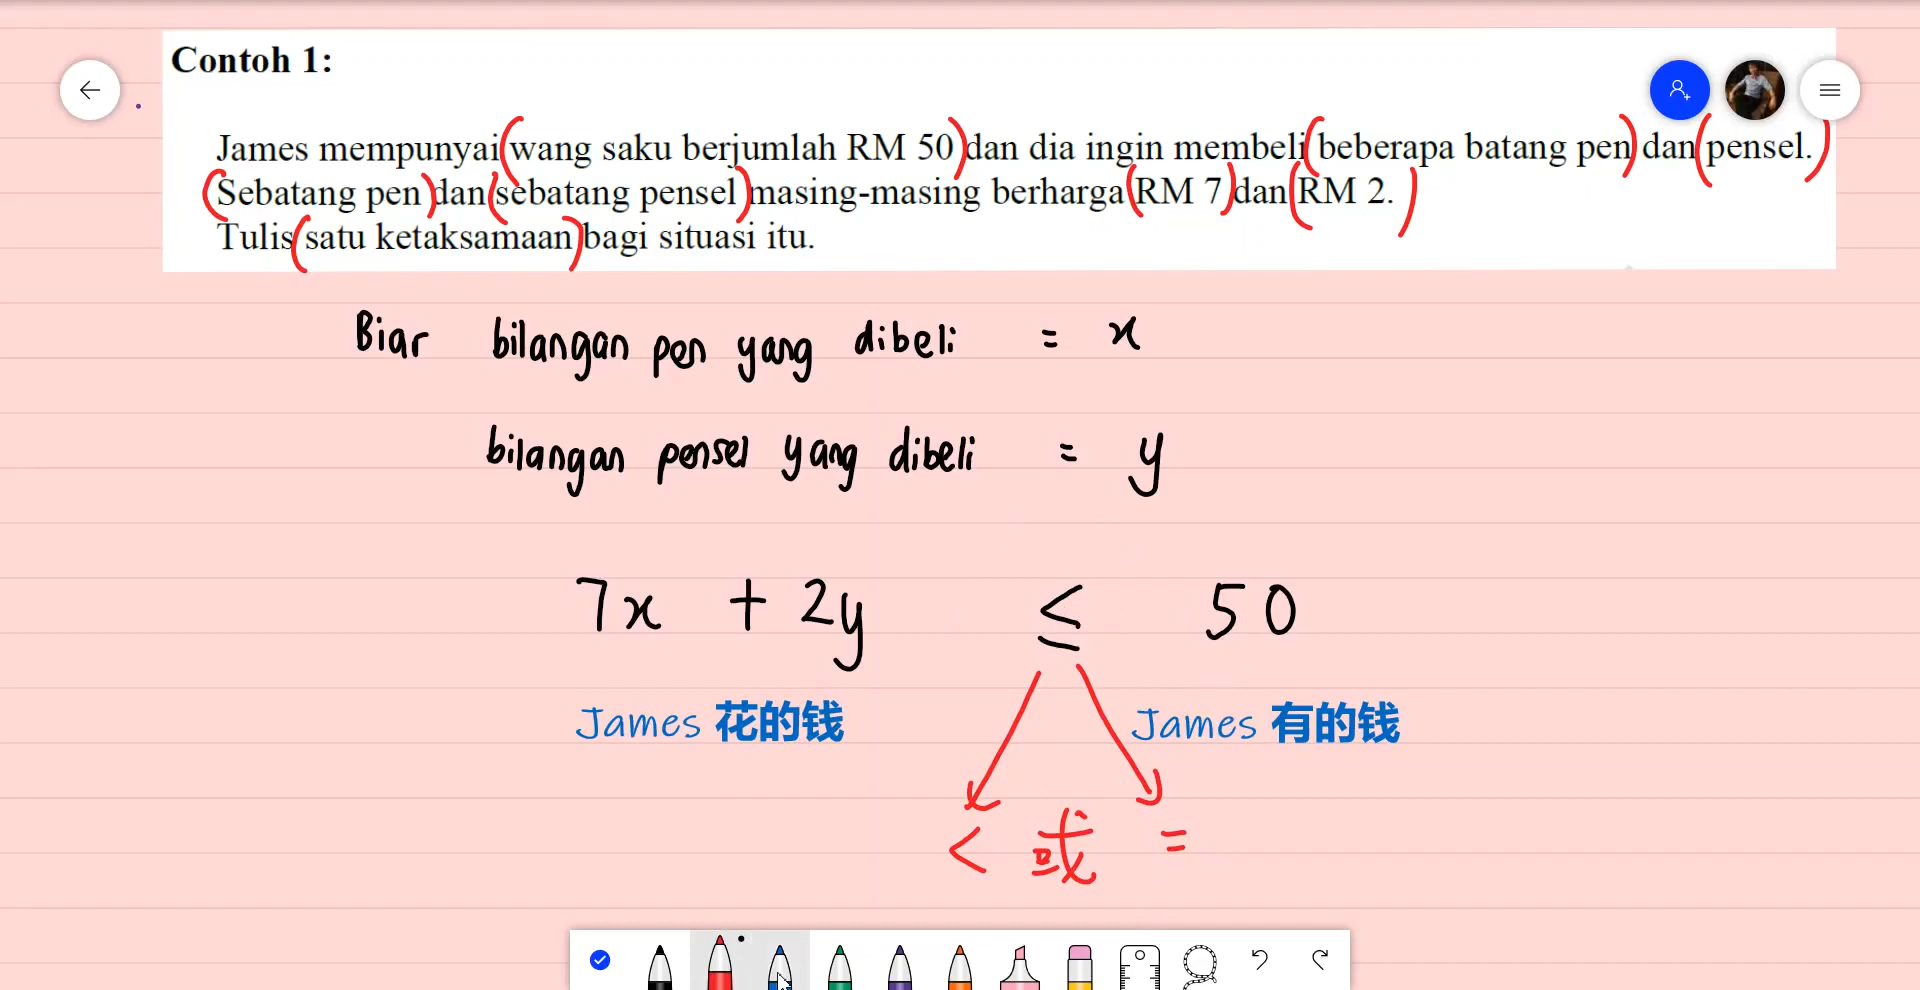 Contoh 1:
James mempunyai (wang saku berjumlah RM 50) dan dia ingin membeli (beberapa batang pen) dan (pensel.)
(Sebatang pen) dan (sebatang pensel) masing-masing berharga (RM 7) dan (RM 2.)
Tulis (satu ketaksamaan) bagi situasi itu.
Biar bilangan pen yang dibeli = x
bilangan pensel yang dibeli = y
7x + 2y ≤ 50
James 花的钱 James 有的钱
< 或 =